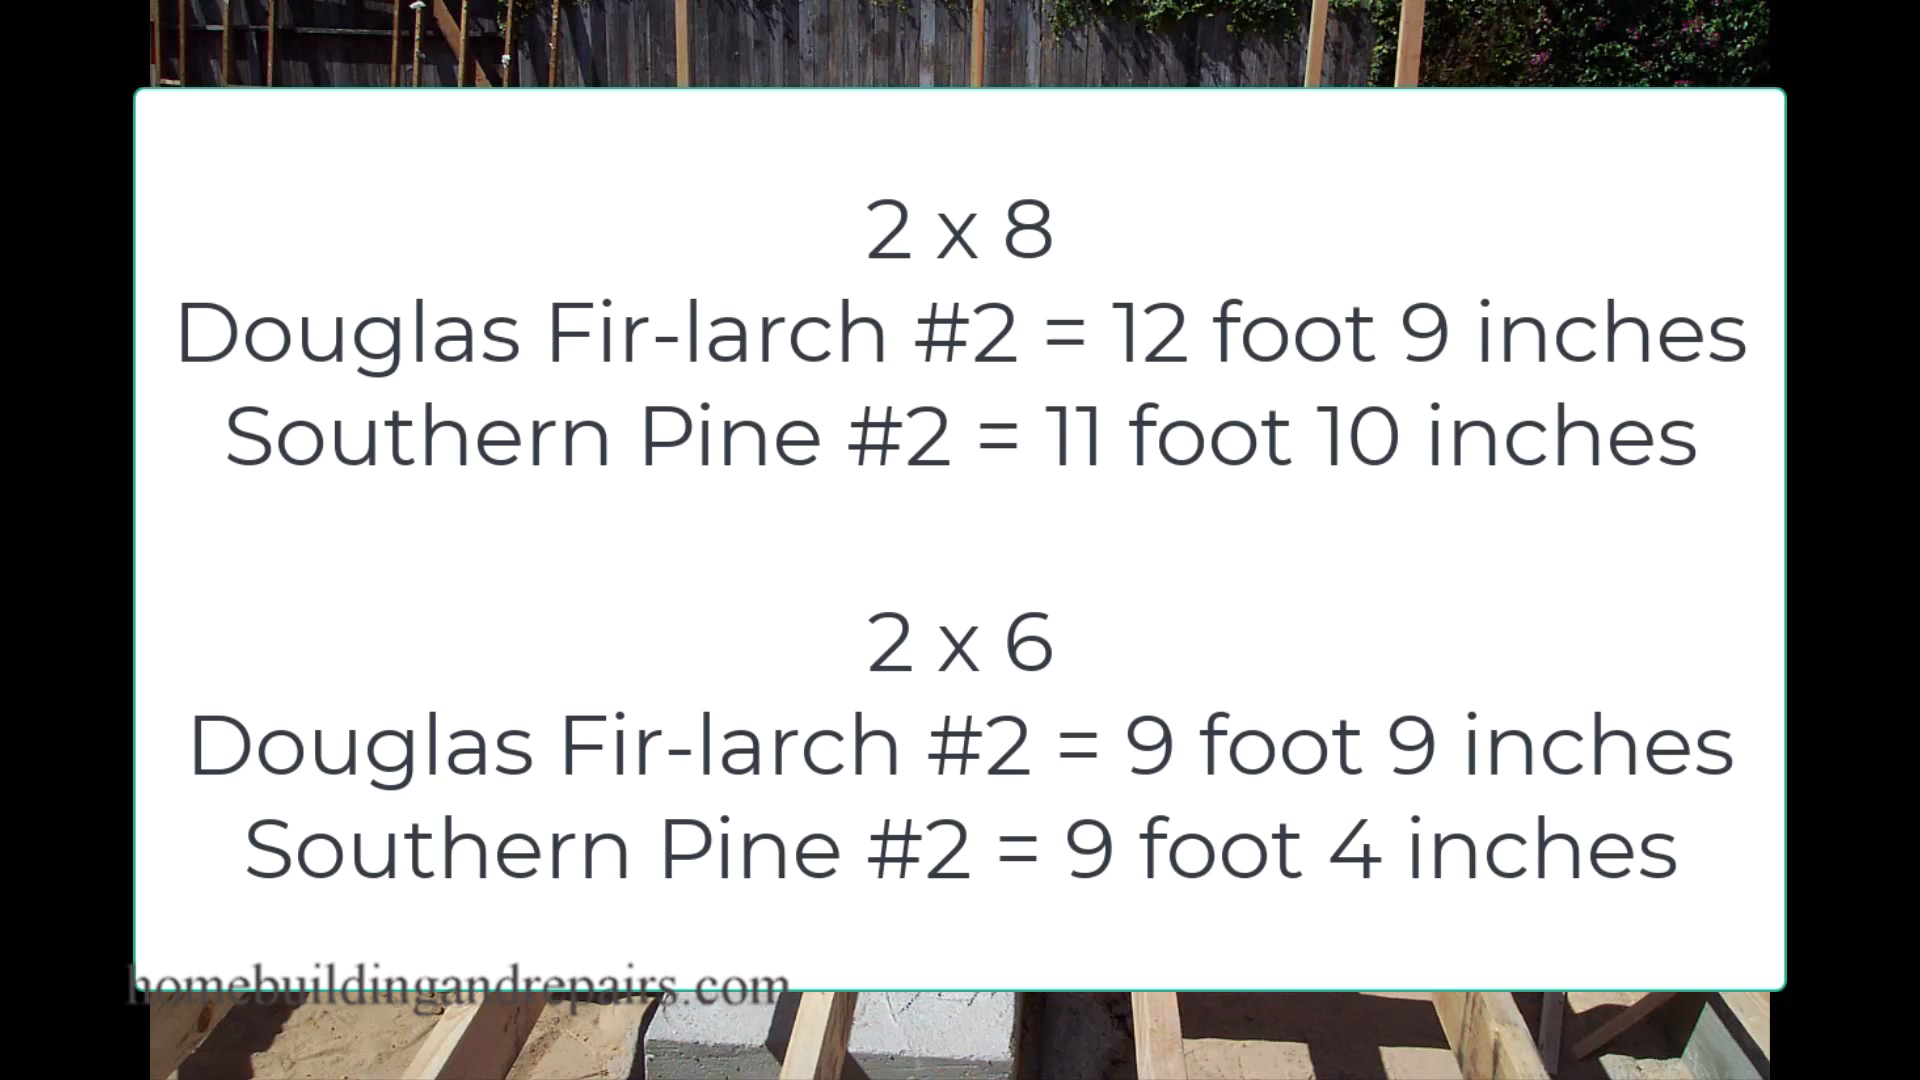 2 x 8
Douglas Fir-larch #2 = 12 foot 9 inches
Southern Pine #2 = 11 foot 10 inches
2 x 6
Douglas Fir-larch #2 = 9 foot 9 inches
Southern Pine #2 = 9 foot 4 inches
homebuildingandrepairs.com